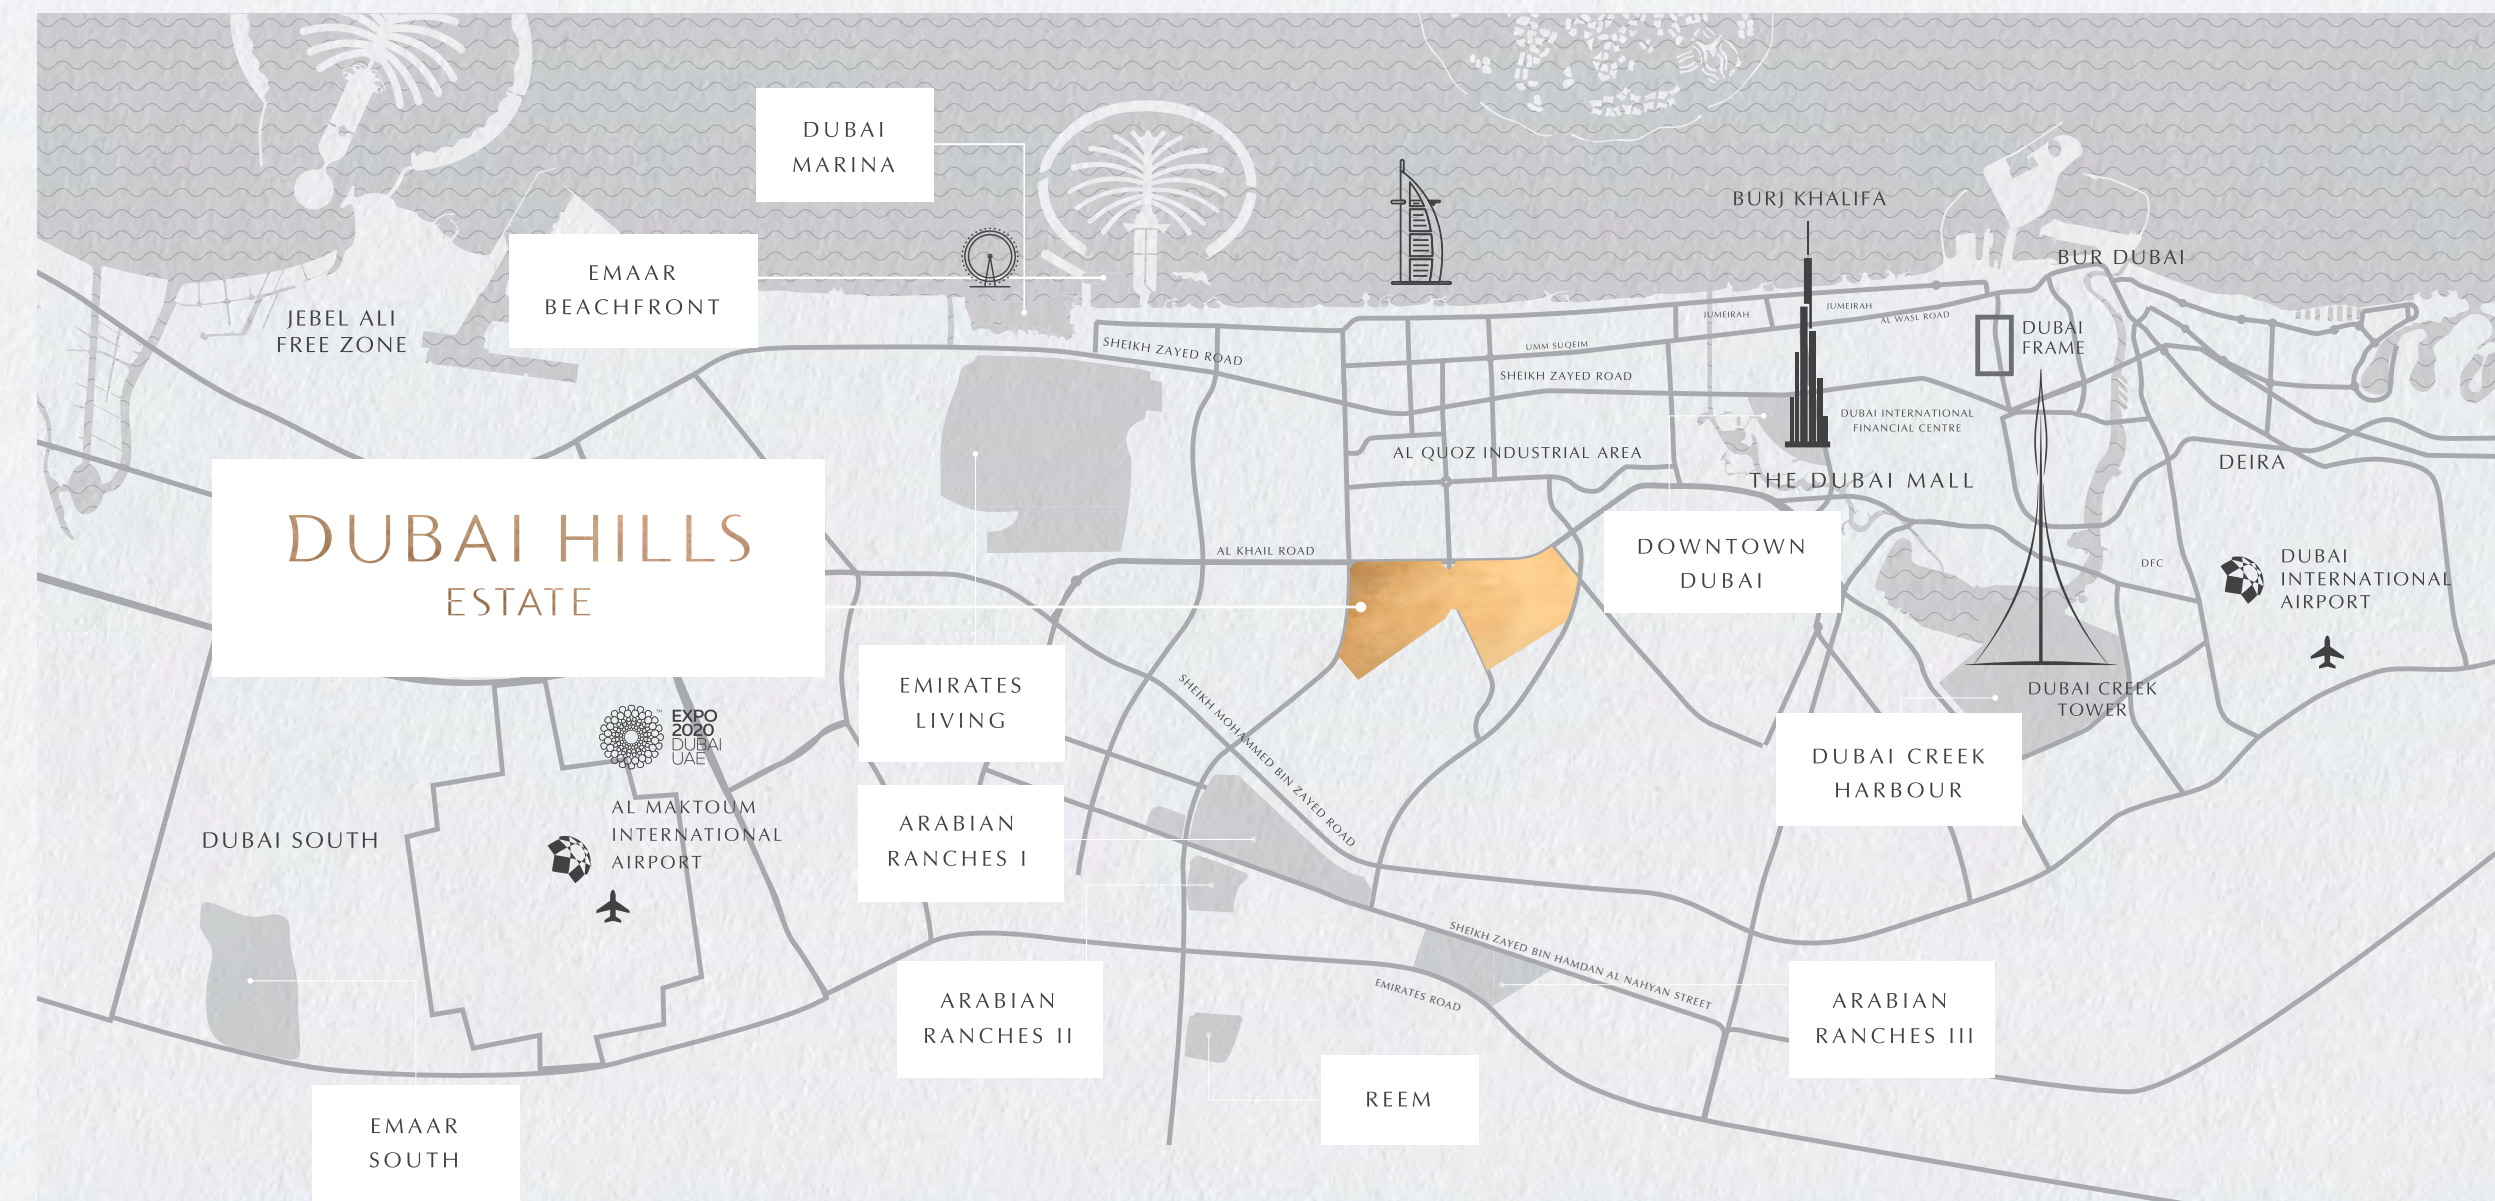 DUBAI
MARINA
BURJ KHALIFA
BUR DUBAI
EMAAR
BEACHFRONT
JEBEL ALI
FREE ZONE
JUMEIRAH
JUMEIRAH
AL WASL ROAD
DUBAI
FRAME
SHEIKH ZAYED ROAD
UMM SUQEIM
SHEIKH ZAYED ROAD
DUBAI INTERNATIONAL
FINANCIAL CENTRE
AL QUOZ INDUSTRIAL AREA
DEIRA
THE DUBAI MALL
DUBAI HILLS
ESTATE
AL KHAIL ROAD
DOWNTOWN
DUBAI
DFC
DUBAI
INTERNATIONAL
AIRPORT
EMIRATES
LIVING
SHEIKH MOHAMMED BIN ZAYED ROAD
DUBAI CREEK
TOWER
EXPO
2020
DUBAI
UAE
TM
DUBAI CREEK
HARBOUR
AL MAKTOUM
INTERNATIONAL
AIRPORT
DUBAI SOUTH
ARABIAN
RANCHES I
SHEIKH ZAYED BIN HAMDAN AL NAHYAN STREET
EMIRATES ROAD
ARABIAN
RANCHES II
ARABIAN
RANCHES III
REEM
EMAAR
SOUTH